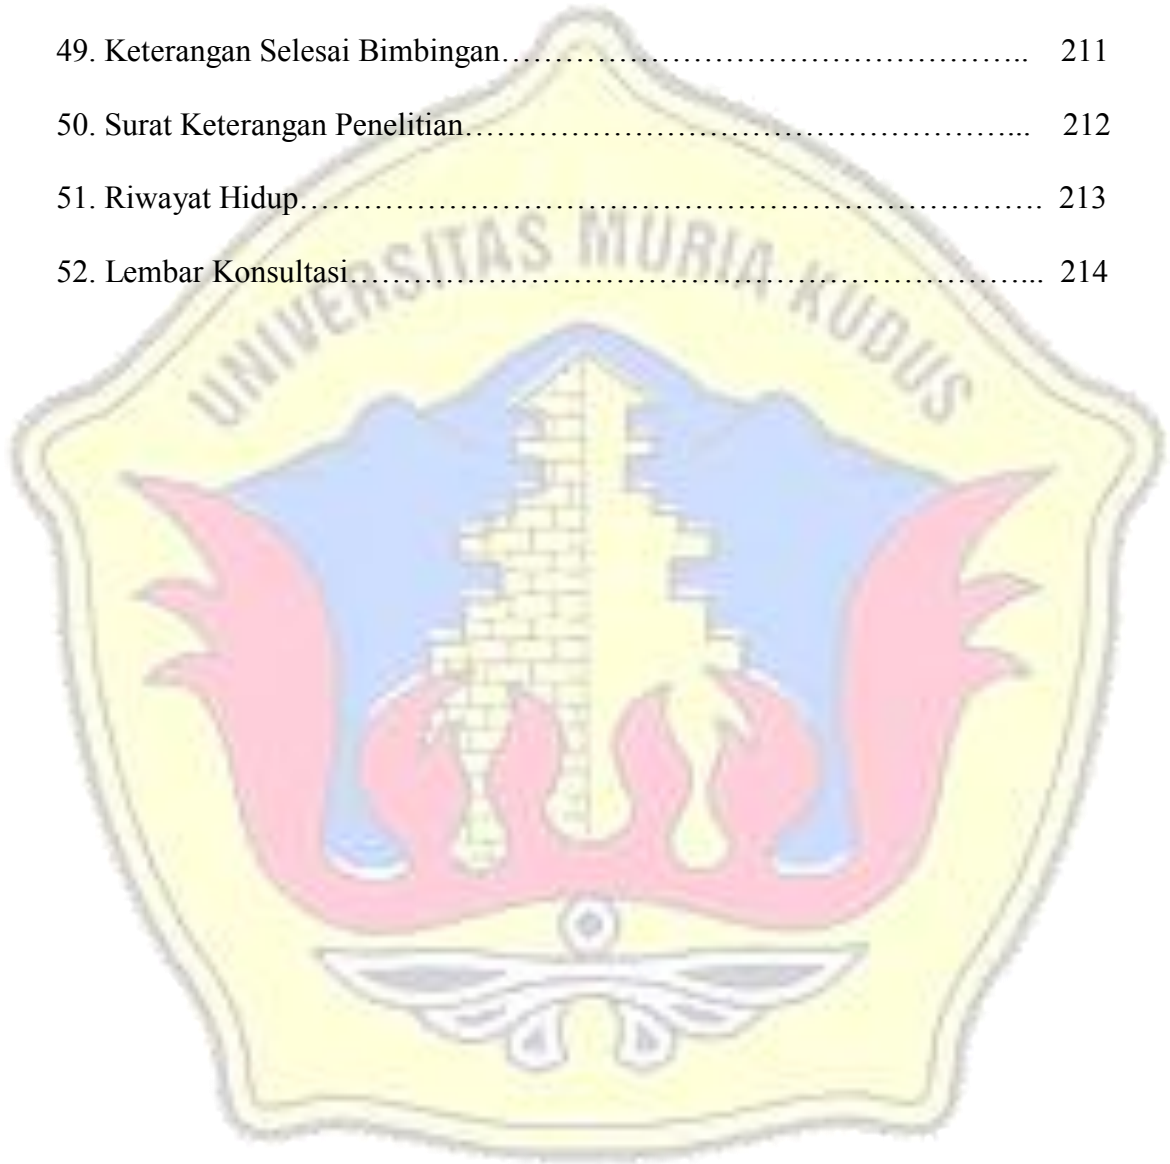 49. Keterangan Selesai Bimbingan………………………………………………….. 211
50. Surat Keterangan Penelitian……………………………………………………... 212
51. Riwayat Hidup……………………………………………………………………. 213
52. Lembar Konsultasi………………………………………………………………... 214
UNIVERSITAS MURIA KUDUS